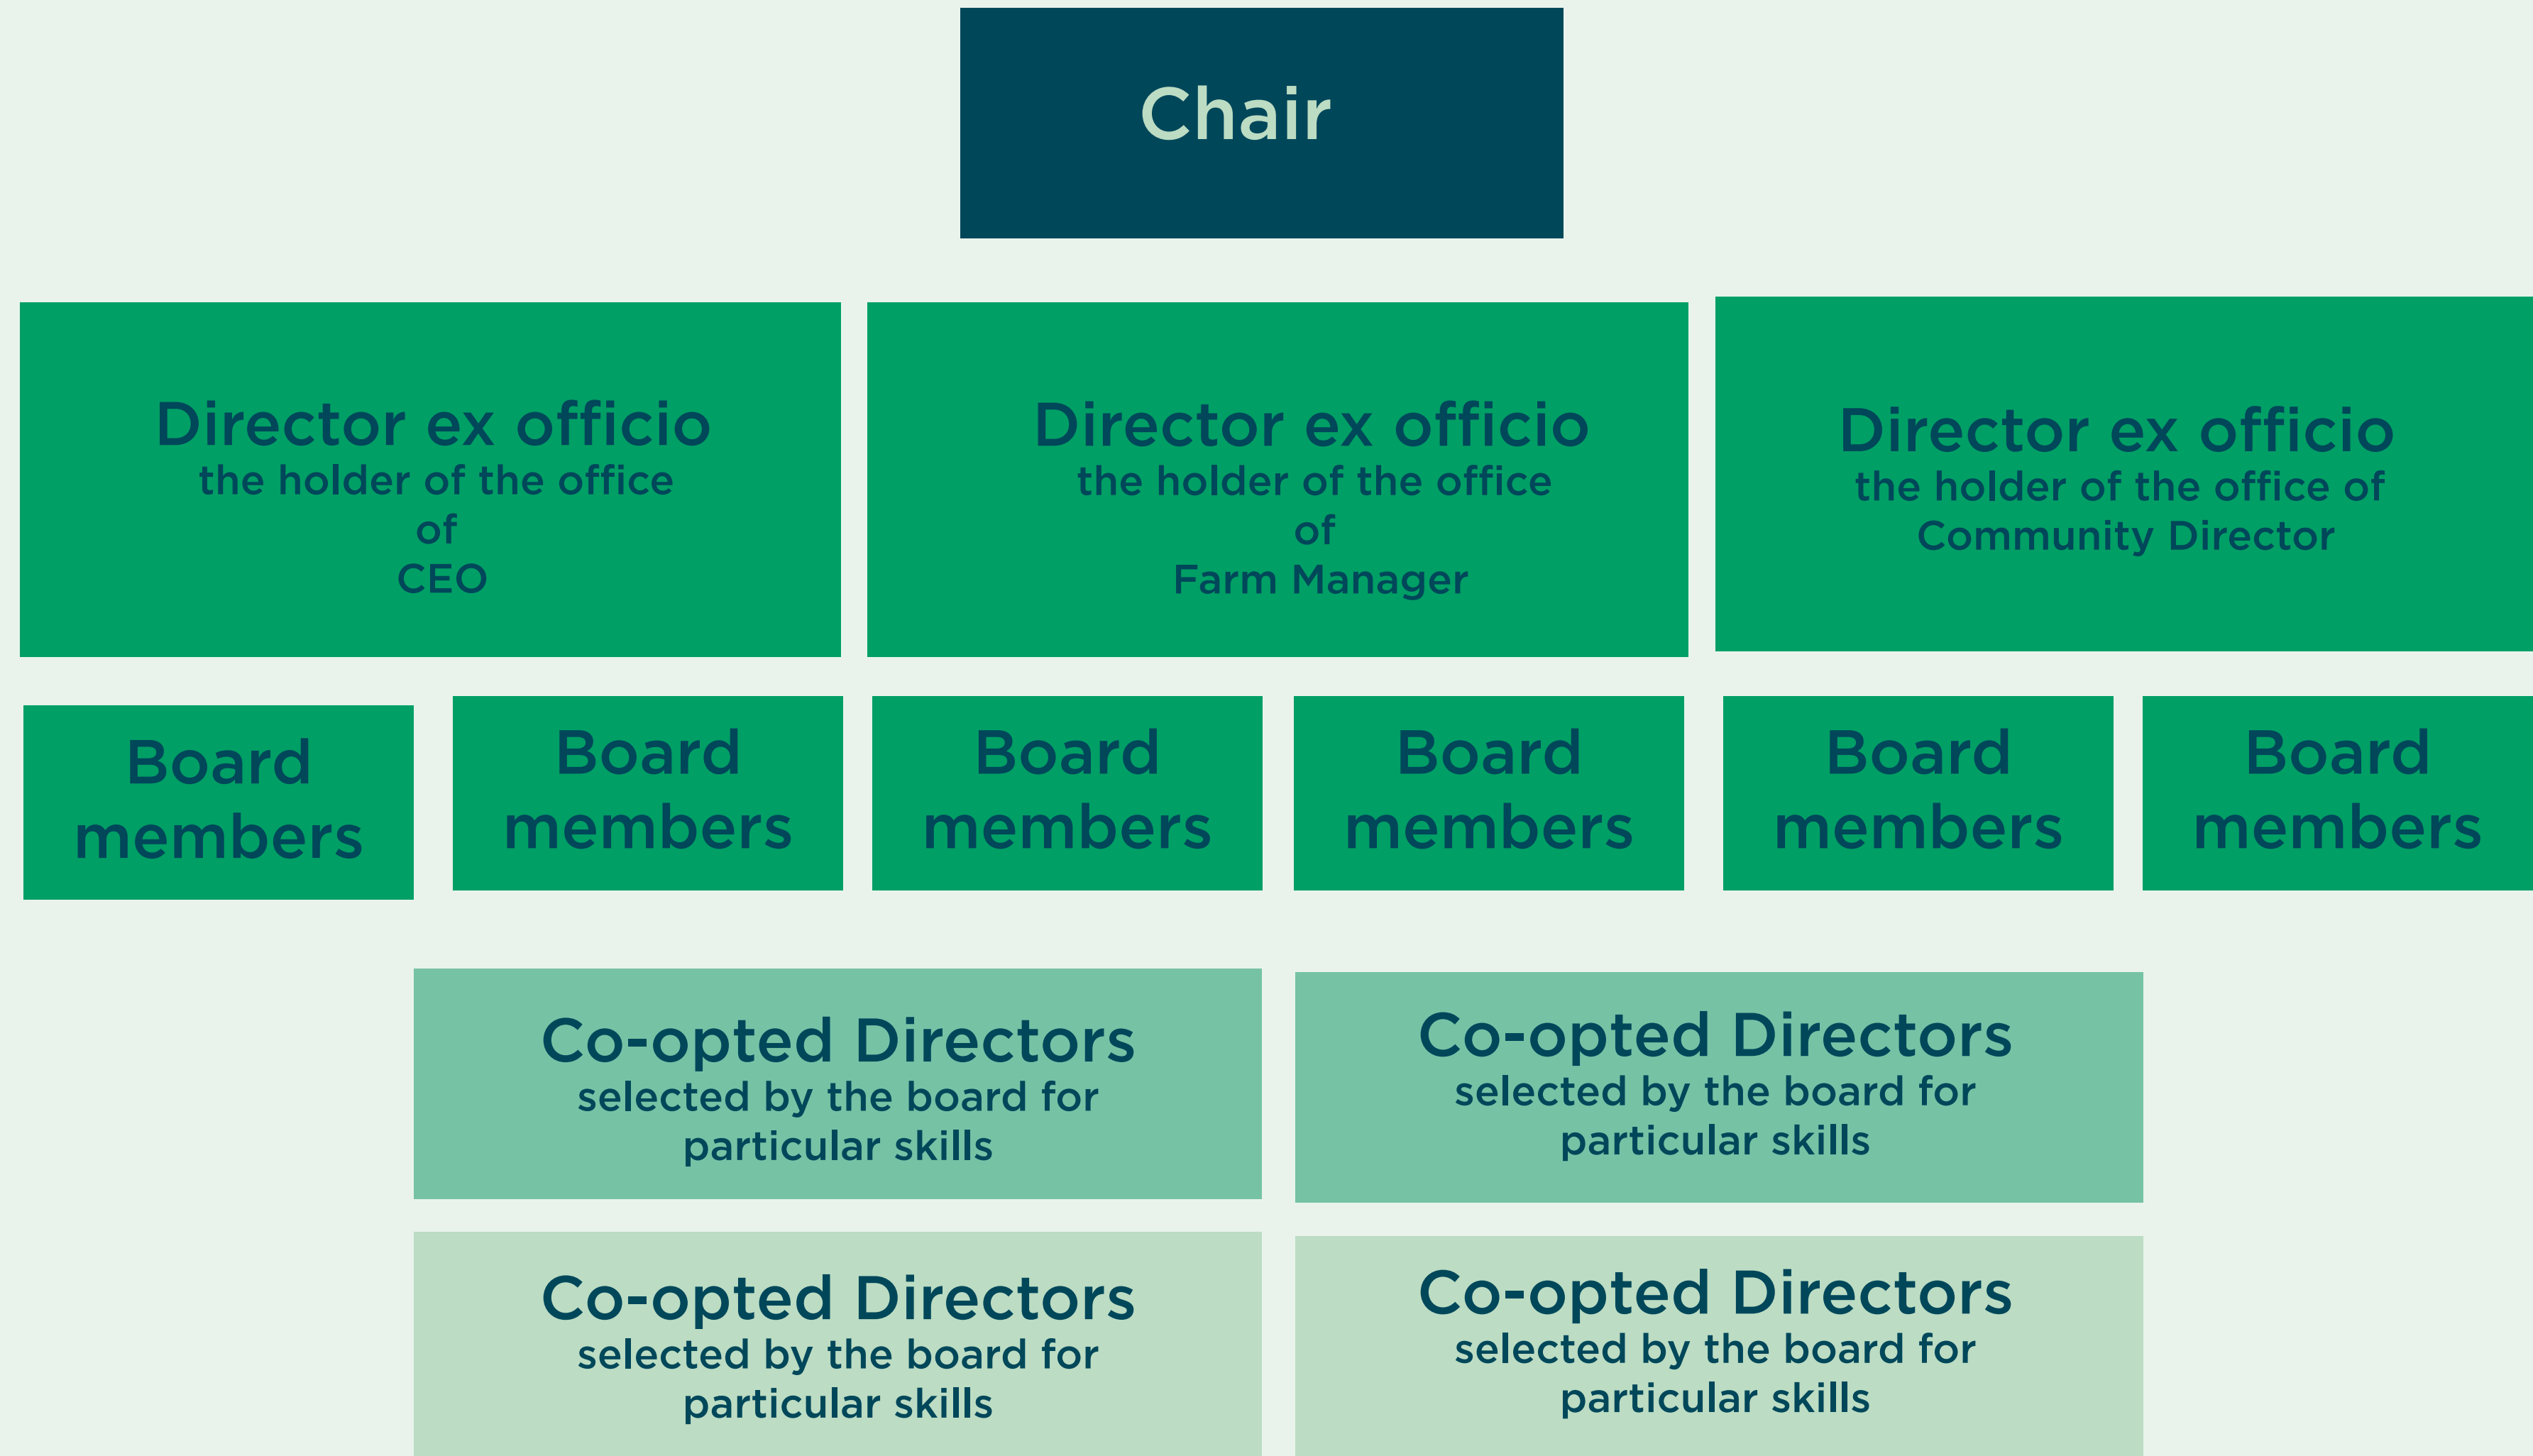 Chair
Director ex officio
the holder of the office
of
CEO
Director ex officio
the holder of the office
of
Farm Manager
Director ex officio
the holder of the office of
Community Director
Board
members
Board
members
Board
members
Board
members
Board
members
Board
members
Co-opted Directors
selected by the board for
particular skills
Co-opted Directors
selected by the board for
particular skills
Co-opted Directors
selected by the board for
particular skills
Co-opted Directors
selected by the board for
particular skills